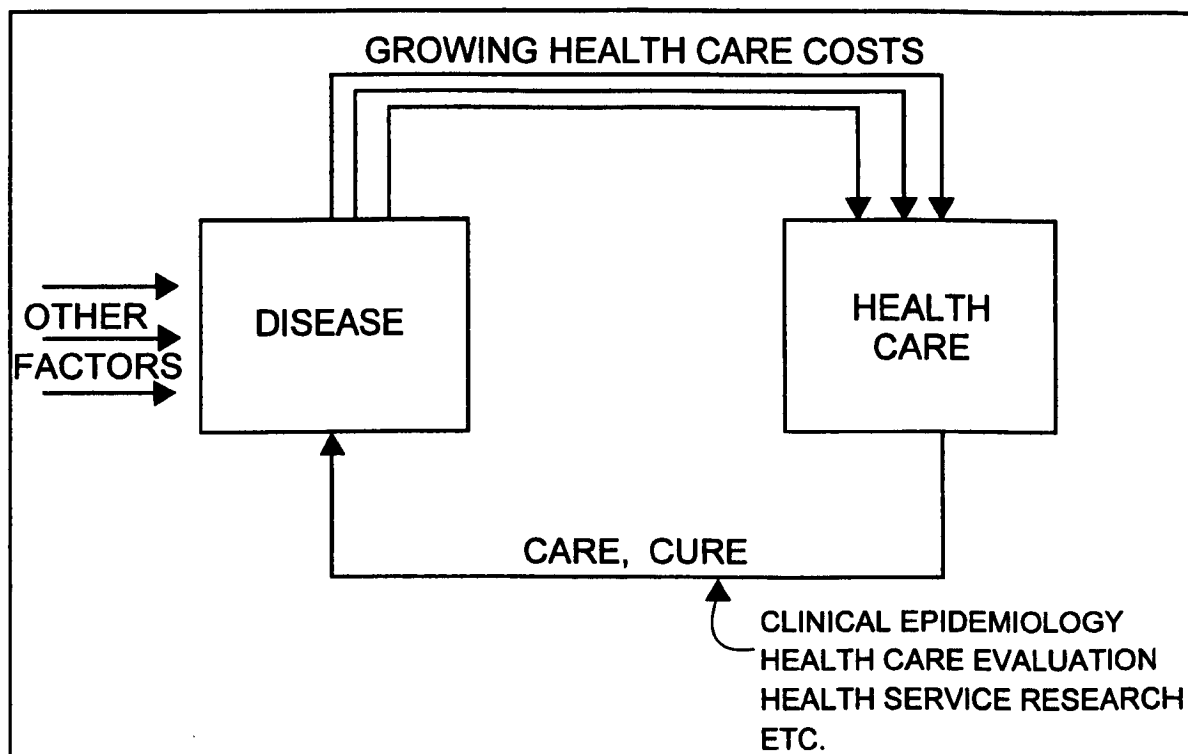 GROWING HEALTH CARE COSTS
OTHER
FACTORS
DISEASE
HEALTH
CARE
CARE, CURE
CLINICAL EPIDEMIOLOGY
HEALTH CARE EVALUATION
HEALTH SERVICE RESEARCH
ETC.